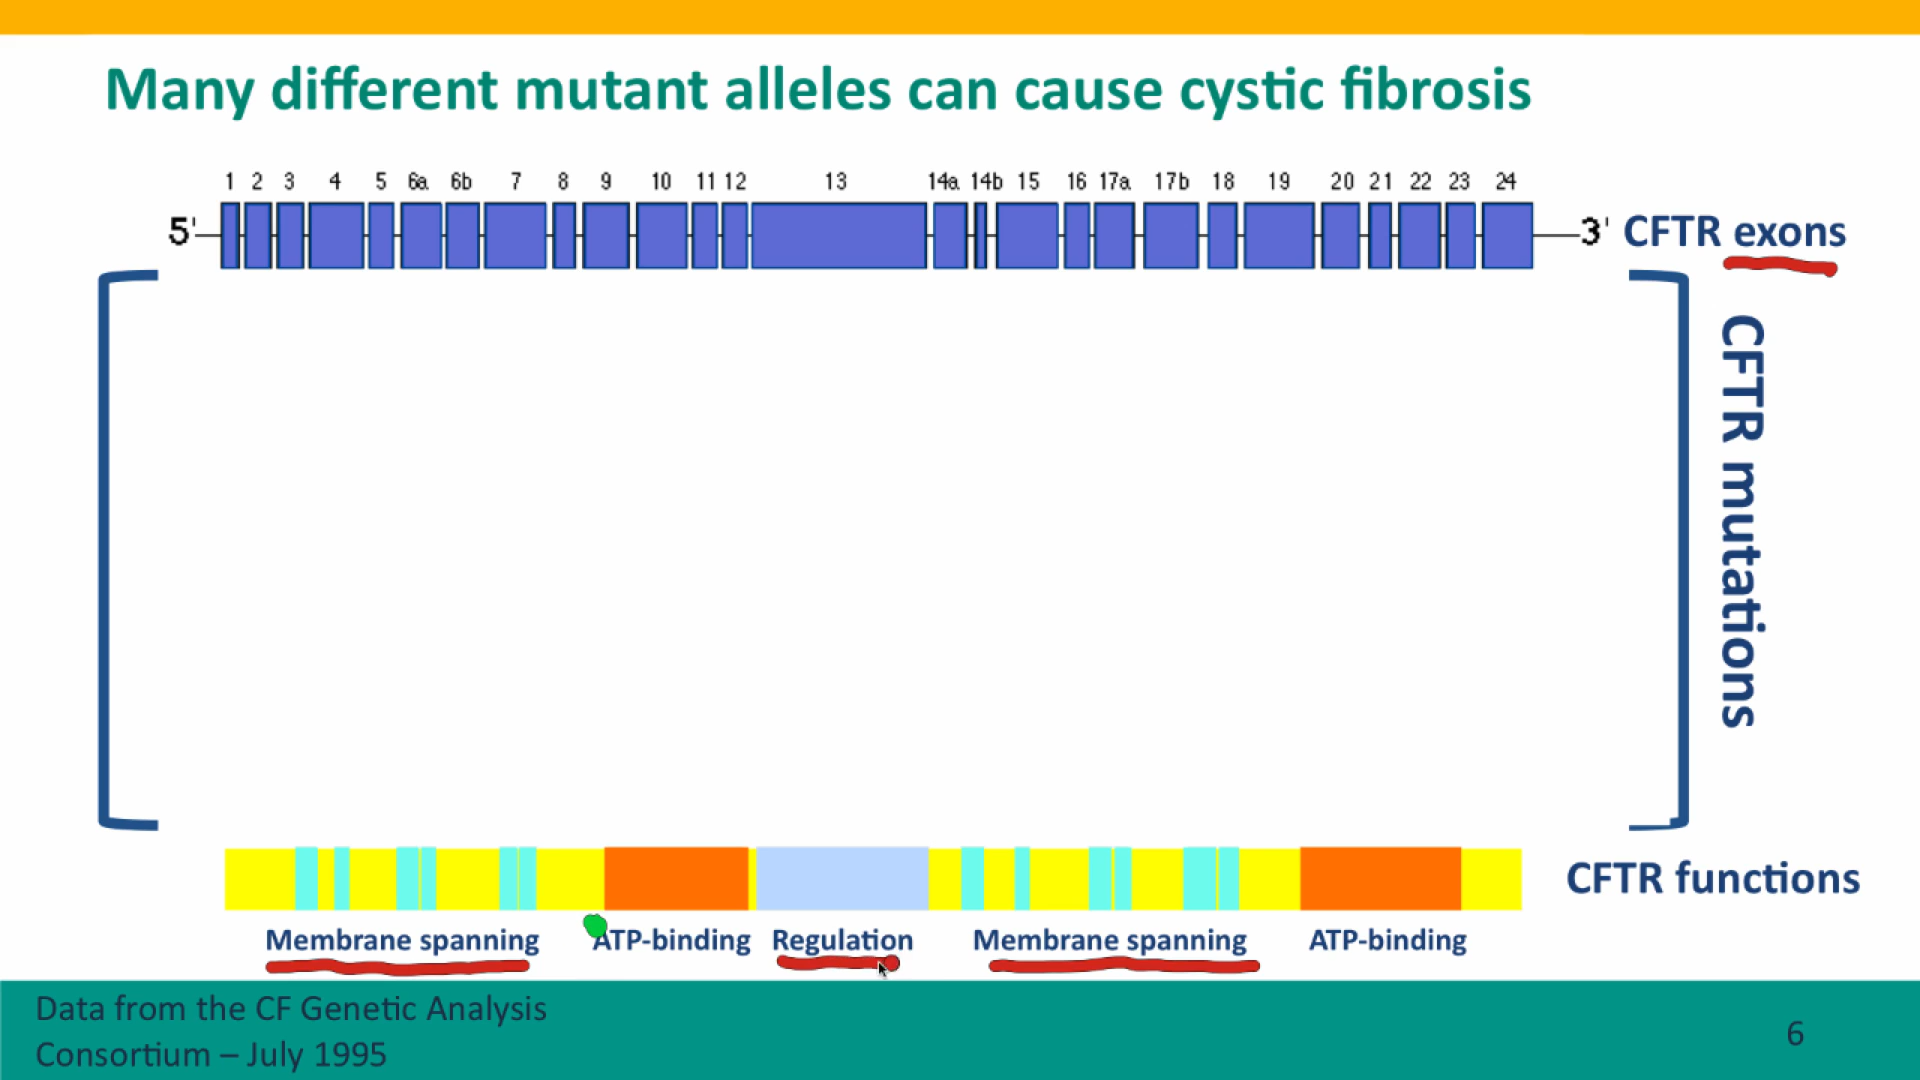 Many different mutant alleles can cause cystic fibrosis
1 2 3 4 5 6a 6b 7 8 9 10 11 12 13 14a 14b 15 16 17a 17b 18 19 20 21 22 23 24
5' 3' CFTR exons
CFTR mutations
CFTR functions
Membrane spanning ATP-binding Regulation Membrane spanning ATP-binding
Data from the CF Genetic Analysis
Consortium – July 1995
6